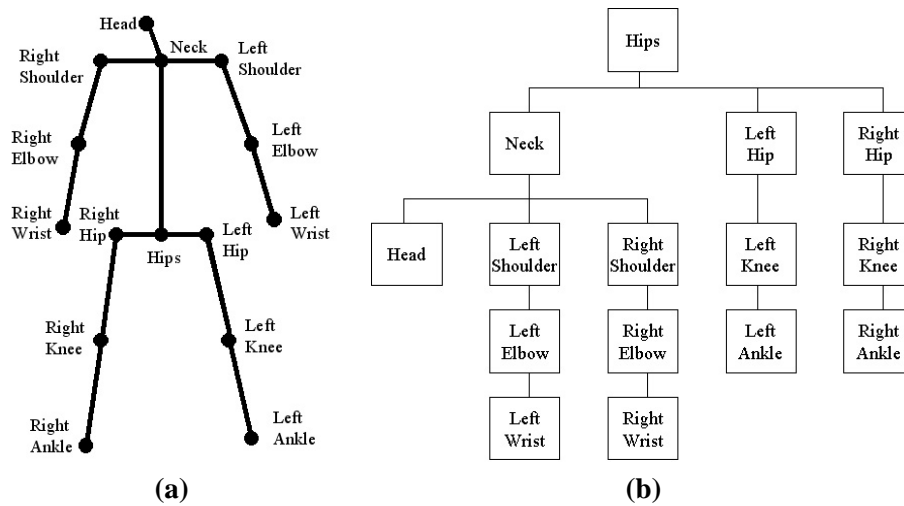 Head
Neck
Right
Shoulder
Left
Shoulder
Right
Elbow
Left
Elbow
Right
Wrist
Right
Hip
Hips
Left
Hip
Left
Wrist
Right
Knee
Left
Knee
Right
Ankle
Left
Ankle
(a)
Hips
Neck
Left
Hip
Right
Hip
Head
Left
Shoulder
Right
Shoulder
Left
Knee
Right
Knee
Left
Elbow
Right
Elbow
Left
Ankle
Right
Ankle
Left
Wrist
Right
Wrist
(b)